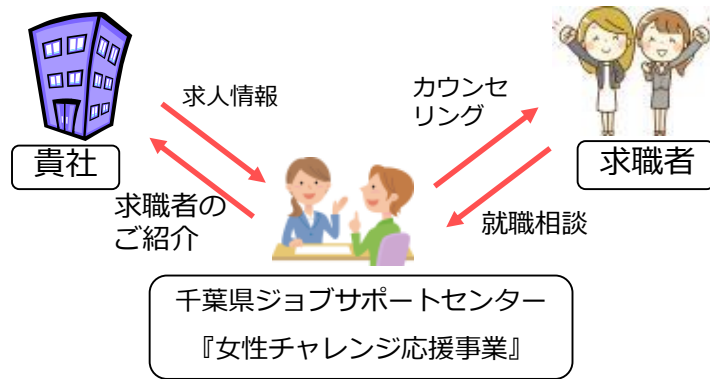 求人情報
カウンセ
リング
貴社
求職者
求職者の
ご紹介
就職相談
千葉県ジョブサポートセンター
『女性チャレンジ応援事業』